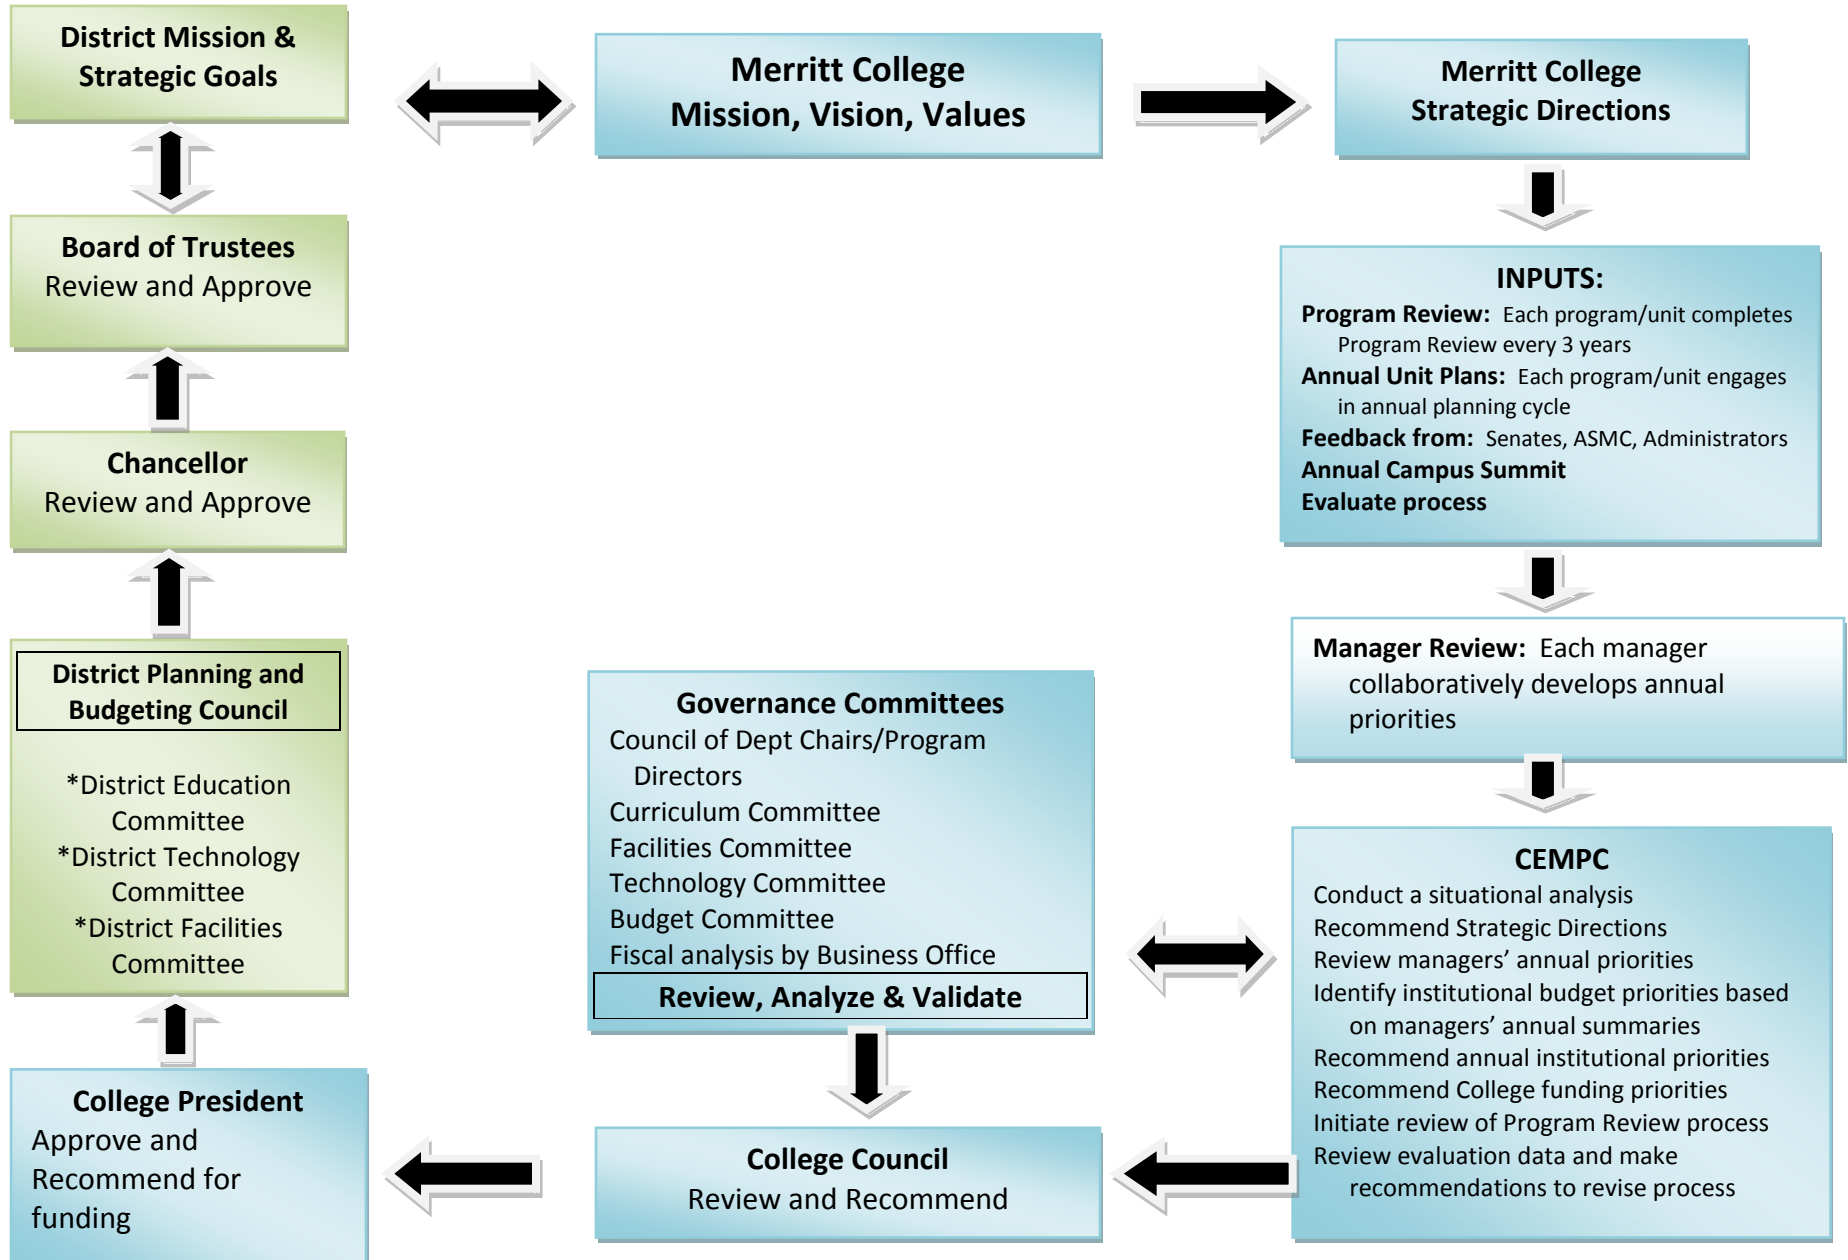 District Mission &
Strategic Goals
Merritt College
Mission, Vision, Values
Merritt College
Strategic Directions
Board of Trustees
Review and Approve
INPUTS:
Program Review: Each program/unit completes
Program Review every 3 years
Annual Unit Plans: Each program/unit engages
in annual planning cycle
Feedback from: Senates, ASMC, Administrators
Annual Campus Summit
Evaluate process
Chancellor
Review and Approve
Manager Review: Each manager
collaboratively develops annual
priorities
District Planning and
Budgeting Council
*District Education
Committee
*District Technology
Committee
*District Facilities
Committee
Governance Committees
Council of Dept Chairs/Program
Directors
Curriculum Committee
Facilities Committee
Technology Committee
Budget Committee
Fiscal analysis by Business Office
Review, Analyze & Validate
CEMPC
Conduct a situational analysis
Recommend Strategic Directions
Review managers’ annual priorities
Identify institutional budget priorities based
on managers’ annual summaries
Recommend annual institutional priorities
Recommend College funding priorities
Initiate review of Program Review process
Review evaluation data and make
recommendations to revise process
College President
Approve and
Recommend for
funding
College Council
Review and Recommend